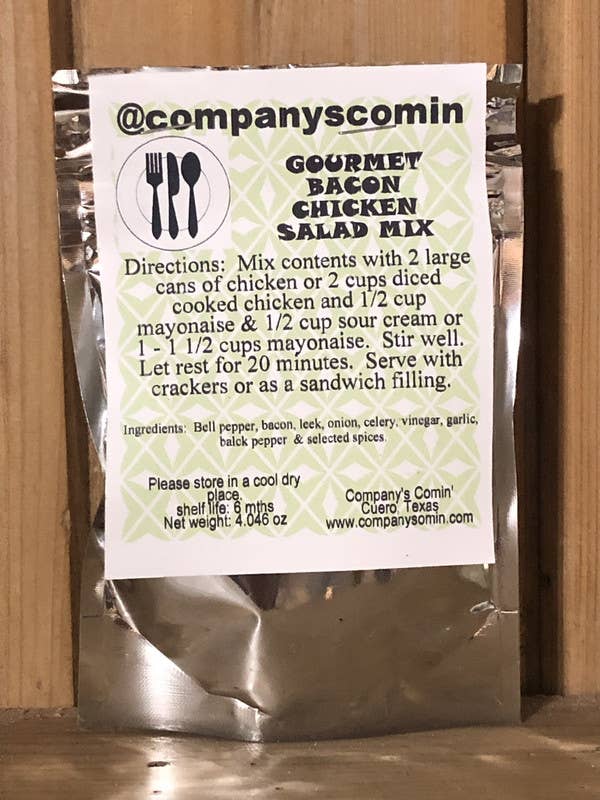 @companyscomin
GOURMET
BACON
CHICKEN
SALAD MIX
Directions: Mix contents with 2 large
cans of chicken or 2 cups diced
cooked chicken and 1/2 cup
mayonaise & 1/2 cup sour cream or
1 - 1 1/2 cups mayonaise. Stir well.
Let rest for 20 minutes. Serve with
crackers or as a sandwich filling.
Ingredients: Bell pepper, bacon, leek, onion, celery, vinegar, garlic,
balck pepper & selected spices.
Please store in a cool dry
place.
shelf life: 6 mths
Net weight: 4.046 oz
Company's Comin'
Cuero, Texas
www.companysomin.com